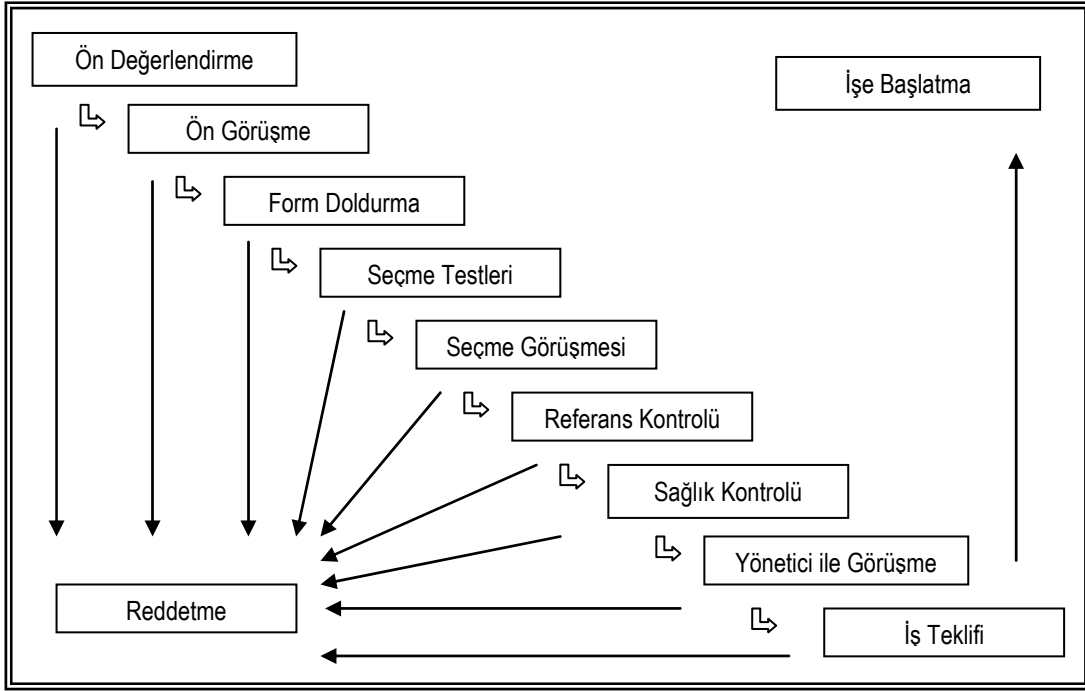 Ön Değerlendirme
İşe Başlatma
Ön Görüşme
Form Doldurma
Seçme Testleri
Seçme Görüşmesi
Referans Kontrolü
Sağlık Kontrolü
Yönetici ile Görüşme
Reddetme
İş Teklifi